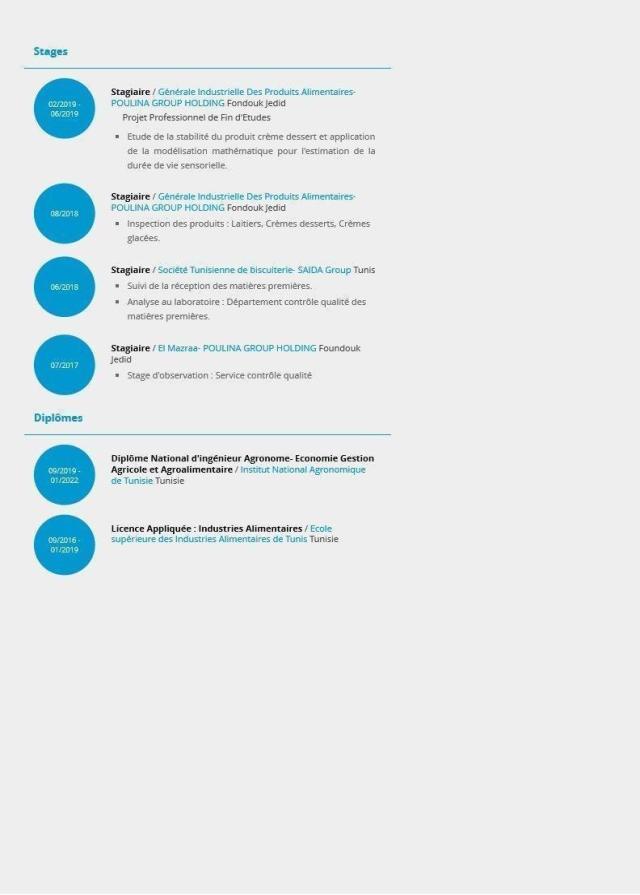 Stages
02/2019 -
06/2019
Stagiaire / Générale Industrielle Des Produits Alimentaires-
POULINA GROUP HOLDING Fondouk Jedid
Projet Professionnel de Fin d'Etudes
▪ Etude de la stabilité du produit crème dessert et application
de la modélisation mathématique pour l'estimation de la
durée de vie sensorielle.
08/2018
Stagiaire / Générale Industrielle Des Produits Alimentaires-
POULINA GROUP HOLDING Fondouk Jedid
▪ Inspection des produits : Laitiers, Crèmes desserts, Crèmes
glacées.
06/2018
Stagiaire / Société Tunisienne de biscuiterie- SAIDA Group Tunis
▪ Suivi de la réception des matières premières.
▪ Analyse au laboratoire : Département contrôle qualité des
matières premières.
07/2017
Stagiaire / El Mazraa- POULINA GROUP HOLDING Foundouk
Jedid
▪ Stage d'observation : Service contrôle qualité
Diplômes
09/2019 -
01/2022
Diplôme National d'ingénieur Agronome- Economie Gestion
Agricole et Agroalimentaire / Institut National Agronomique
de Tunisie Tunisie
09/2016 -
01/2019
Licence Appliquée : Industries Alimentaires / Ecole
supérieure des Industries Alimentaires de Tunis Tunisie